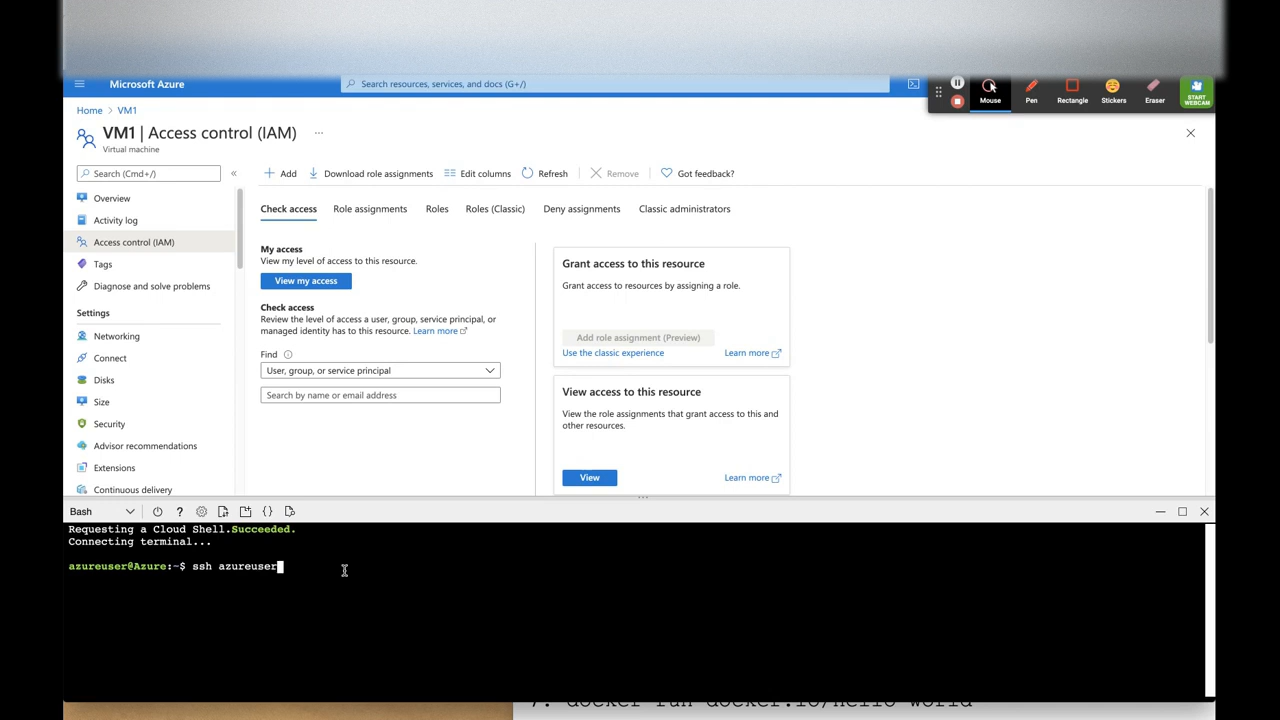 Microsoft Azure
Search resources, services, and docs (G+/)
Mouse
Pen
Rectangle
Stickers
Eraser
START
WEBCAM
Home > VM1
VM1 | Access control (IAM) ...
Virtual machine
Search (Cmd+/)
«
Add
Download role assignments
Edit columns
Refresh
Remove
Got feedback?
Overview
Activity log
Access control (IAM)
Tags
Diagnose and solve problems
Settings
Networking
Connect
Disks
Size
Security
Advisor recommendations
Extensions
Continuous delivery
Check access
Role assignments
Roles
Roles (Classic)
Deny assignments
Classic administrators
My access
View my level of access to this resource.
View my access
Check access
Review the level of access a user, group, service principal, or
managed identity has to this resource. Learn more
Find
User, group, or service principal
Search by name or email address
Grant access to this resource
Grant access to resources by assigning a role.
Add role assignment (Preview)
Use the classic experience
Learn more
View access to this resource
View the role assignments that grant access to this and
other resources.
View
Learn more
Bash
Requesting a Cloud Shell.Succeeded.
Connecting terminal...
azureuser@Azure:~$ ssh azureuser
7. docker run docker.io/hello world